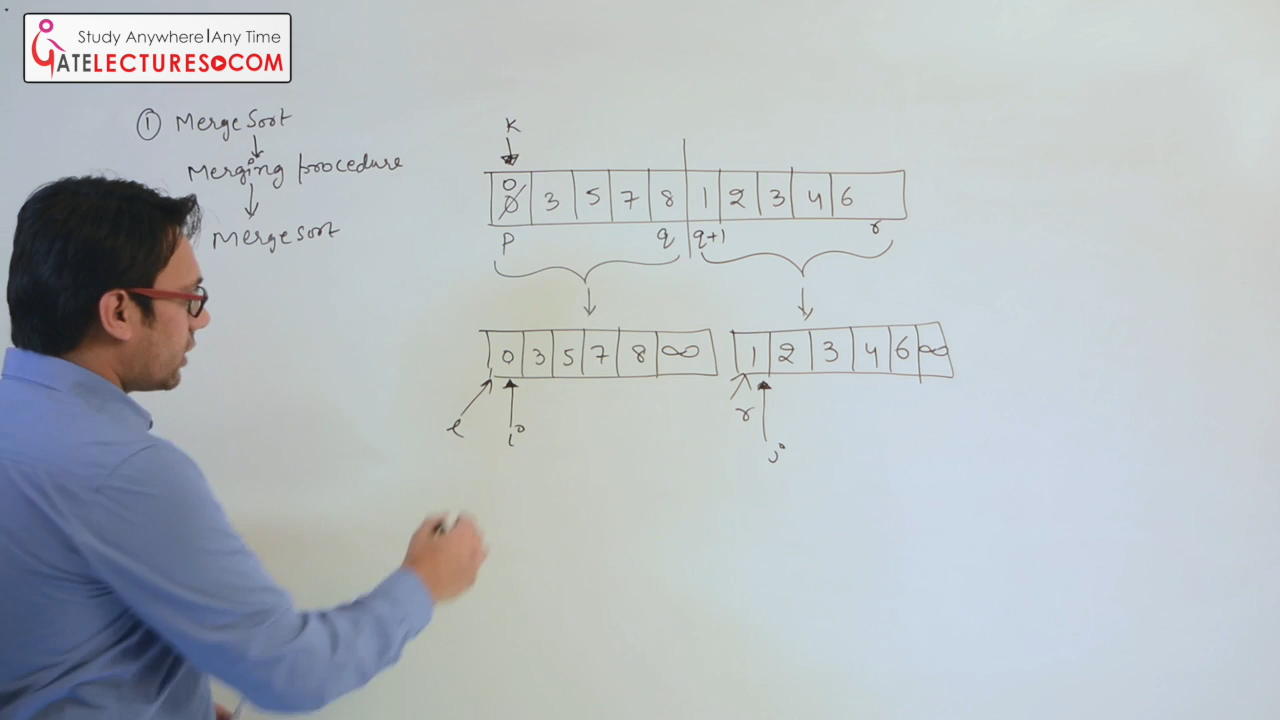 Study Anywhere|Any Time
GATELECTURES.COM
① Merge Sort
Merging procedure
Merge Sort
K
0
0 3 5 7 8 1 2 3 4 6
p q q+1 r
0 3 5 7 8 ∞ 1 2 3 4 6 ∞
l i r j